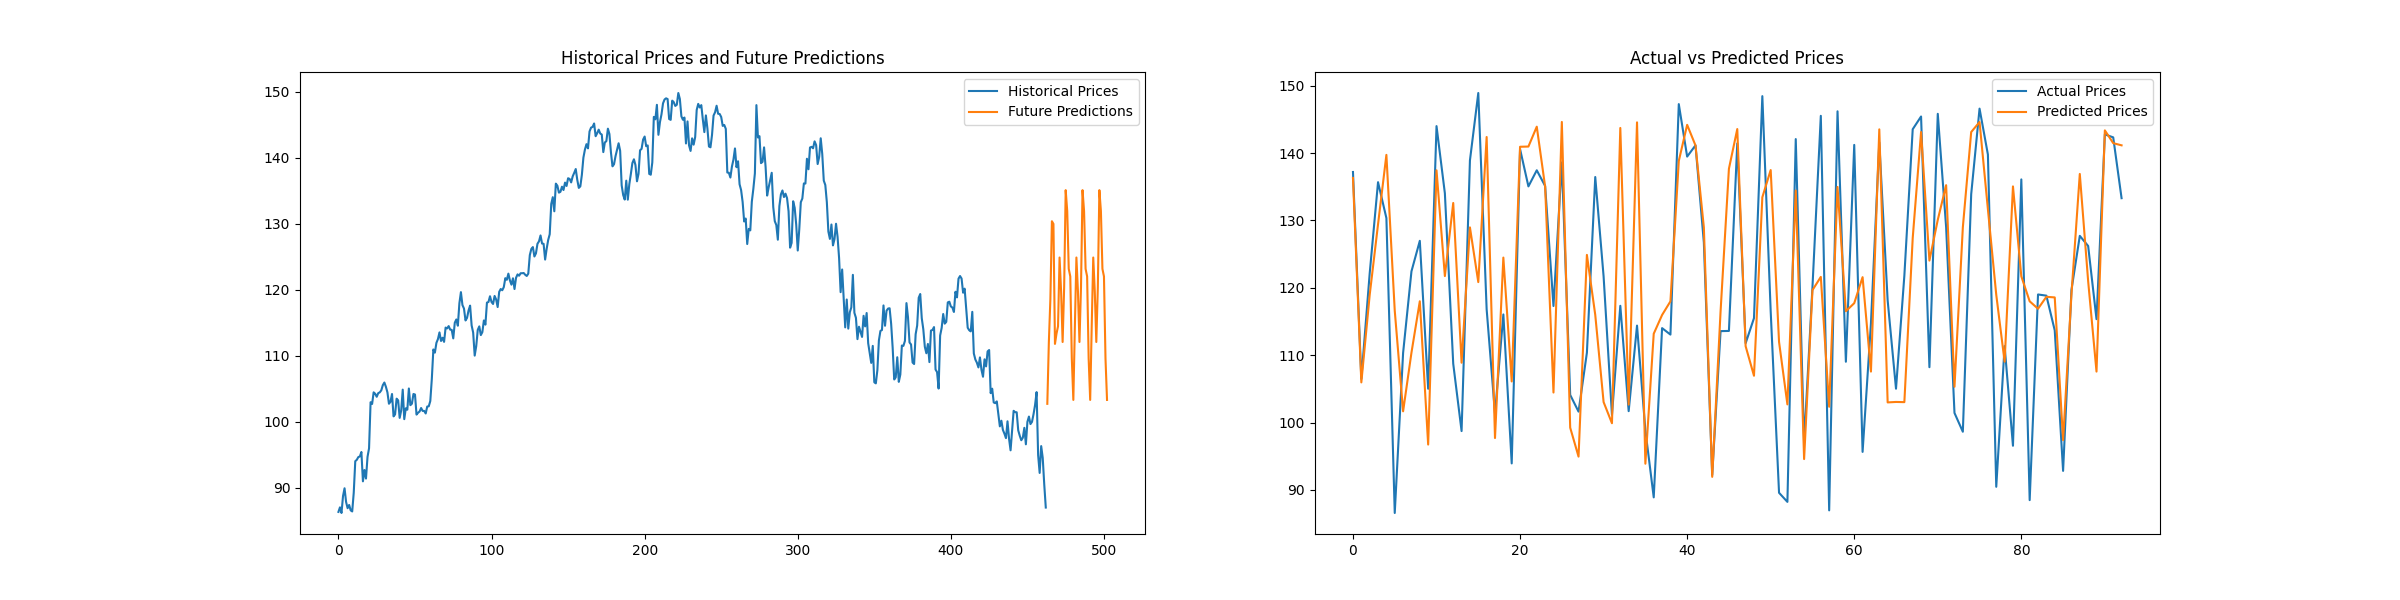 Historical Prices and Future Predictions
Historical Prices
Future Predictions
150
140
130
120
110
100
90
0 100 200 300 400 500
Actual vs Predicted Prices
Actual Prices
Predicted Prices
150
140
130
120
110
100
90
0 20 40 60 80